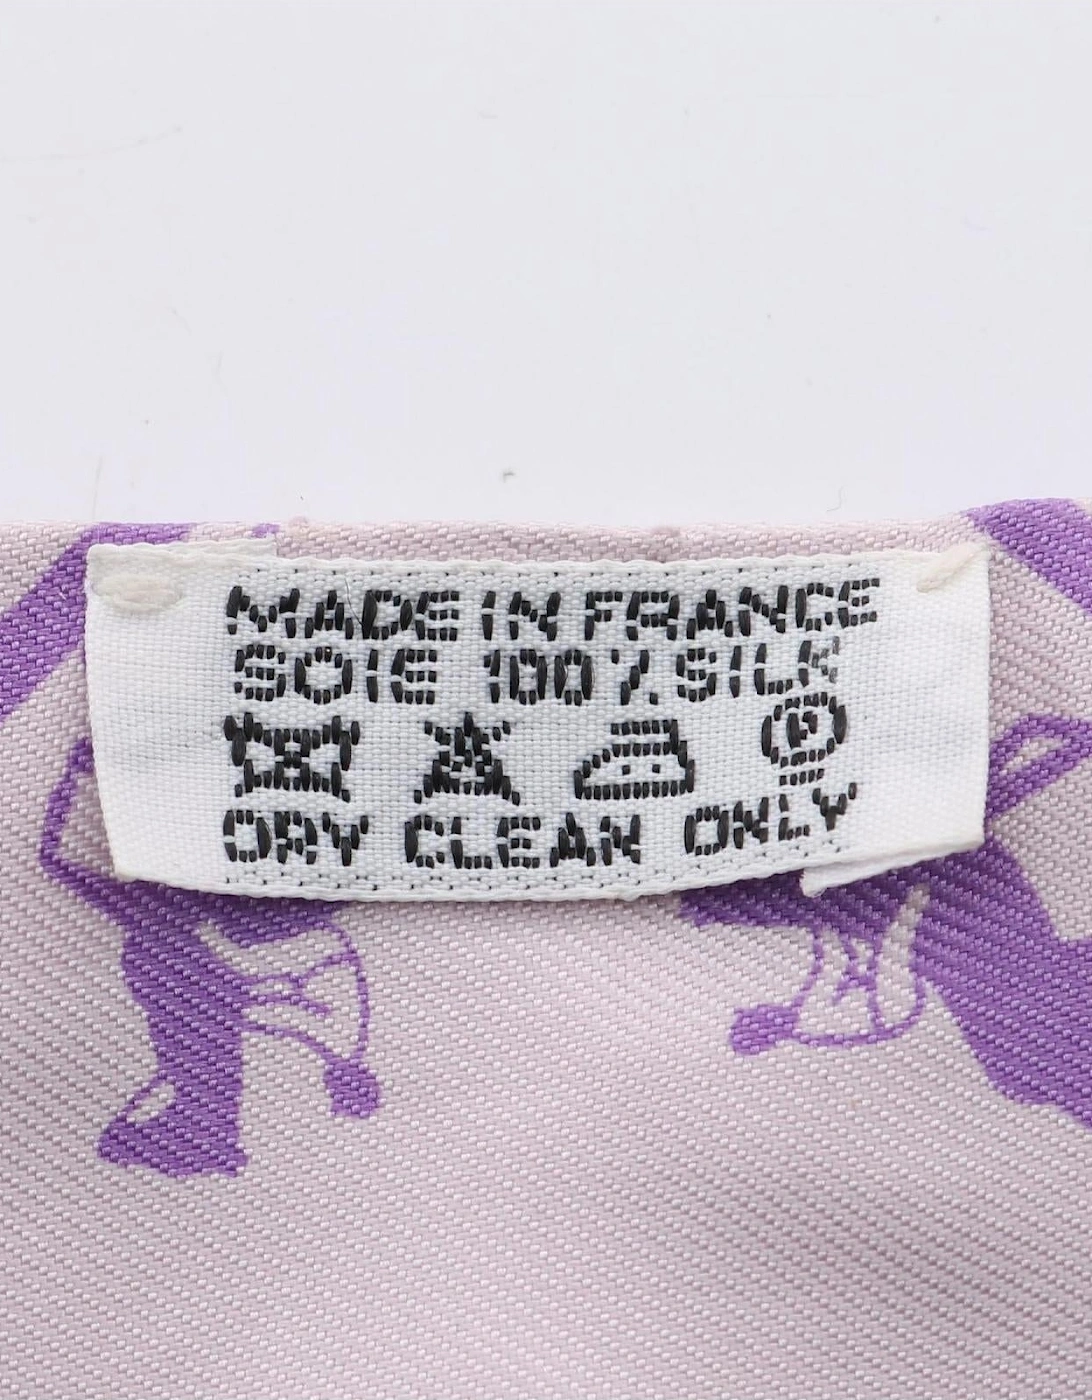 MADE IN FRANCE
SOIE 100% SILK
P
DRY CLEAN ONLY